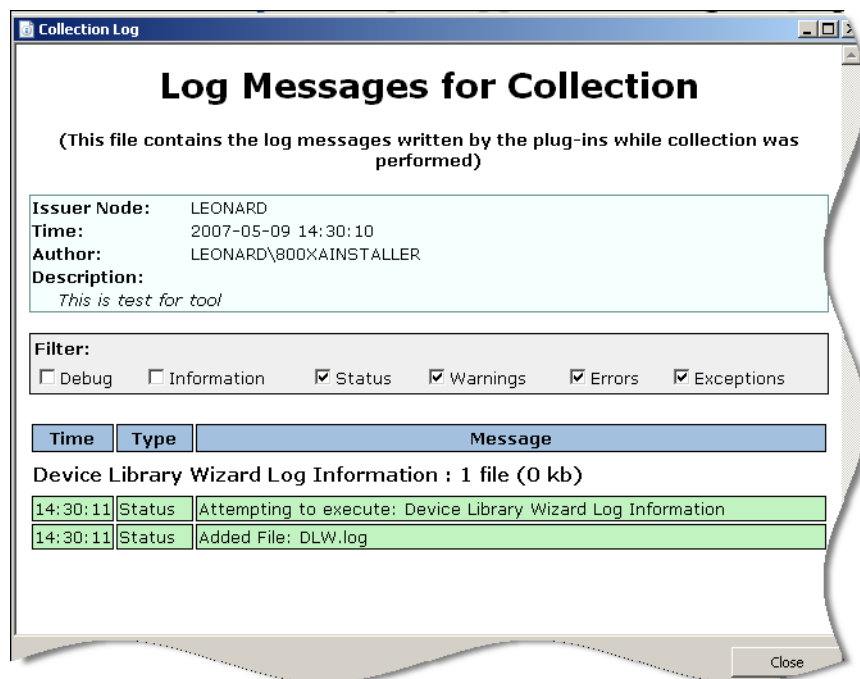 Collection Log
Log Messages for Collection
(This file contains the log messages written by the plug-ins while collection was
performed)
Issuer Node: LEONARD
Time: 2007-05-09 14:30:10
Author: LEONARD\800XAINSTALLER
Description:
This is test for tool
Filter:
Debug Information Status Warnings Errors Exceptions
Time Type Message
Device Library Wizard Log Information : 1 file (0 kb)
14:30:11 Status Attempting to execute: Device Library Wizard Log Information
14:30:11 Status Added File: DLW.log
Close